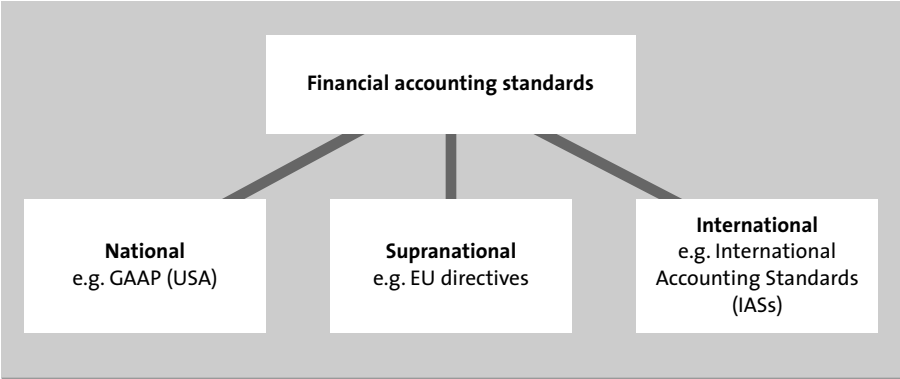 Financial accounting standards
National
e.g. GAAP (USA)
Supranational
e.g. EU directives
International
e.g. International
Accounting Standards
(IASs)